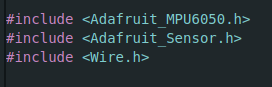 #include <Adafruit_MPU6050.h>
#include <Adafruit_Sensor.h>
#include <Wire.h>